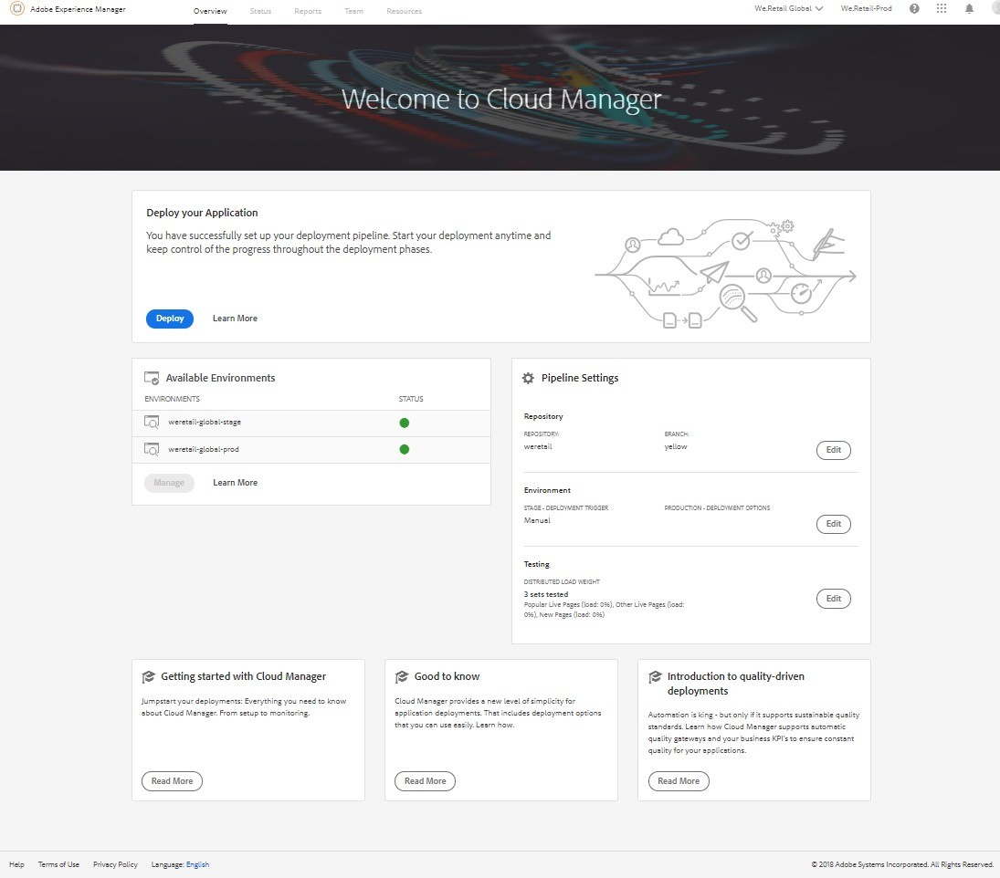 Adobe Experience Manager
Overview
Status
Reports
Team
Resources
We.Retail Global
We.Retail-Prod
Welcome to Cloud Manager
Deploy your Application
You have successfully set up your deployment pipeline. Start your deployment anytime and
keep control of the progress throughout the deployment phases.
Deploy
Learn More
Available Environments
ENVIRONMENTS
STATUS
weretail-global-stage
weretail-global-prod
Manage
Learn More
Pipeline Settings
Repository
REPOSITORY:
BRANCH:
weretail
yellow
Edit
Environment
STAGE - DEPLOYMENT TRIGGER
PRODUCTION - DEPLOYMENT OPTIONS
Manual
Edit
Testing
DISTRIBUTED LOAD WEIGHT
3 sets tested
Popular Live Pages (load: 0%), Other Live Pages (load:
0%), New Pages (load: 0%)
Edit
Getting started with Cloud Manager
Jumpstart your deployments: Everything you need to know
about Cloud Manager. From setup to monitoring.
Read More
Good to know
Cloud Manager provides a new level of simplicity for
application deployments. That includes deployment options
that you can use easily. Learn how.
Read More
Introduction to quality-driven
deployments
Automation is king - but only if it supports sustainable quality
standards. Learn how Cloud Manager supports automatic
quality gateways and your business KPI's to ensure constant
quality for your applications.
Read More
Help
Terms of Use
Privacy Policy
Language: English
© 2018 Adobe Systems Incorporated. All Rights Reserved.